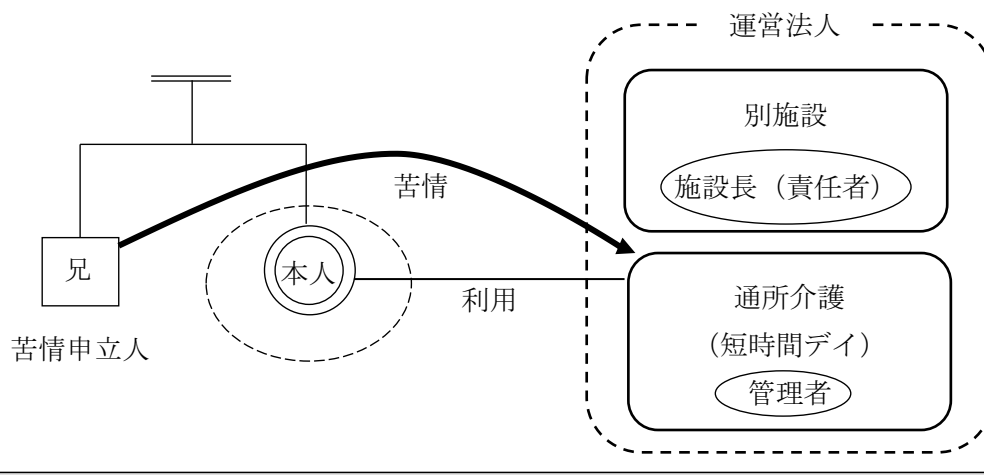 運営法人
別施設
施設長（責任者）
苦情
兄
本人
利用
通所介護
（短時間デイ）
管理者
苦情申立人